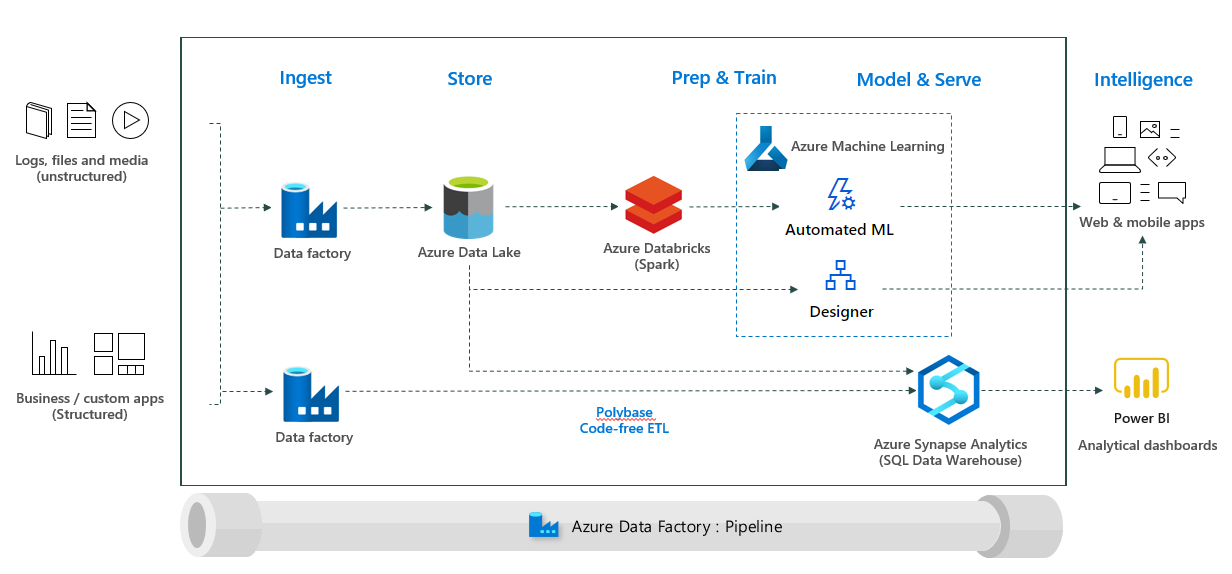 Ingest
Store
Prep & Train
Model & Serve
Intelligence
Logs, files and media
(unstructured)
Azure Machine Learning
Automated ML
Web & mobile apps
Data factory
Azure Data Lake
Azure Databricks
(Spark)
Designer
Business / custom apps
(Structured)
Data factory
Polybase
Code-free ETL
Azure Synapse Analytics
(SQL Data Warehouse)
Power BI
Analytical dashboards
Azure Data Factory : Pipeline